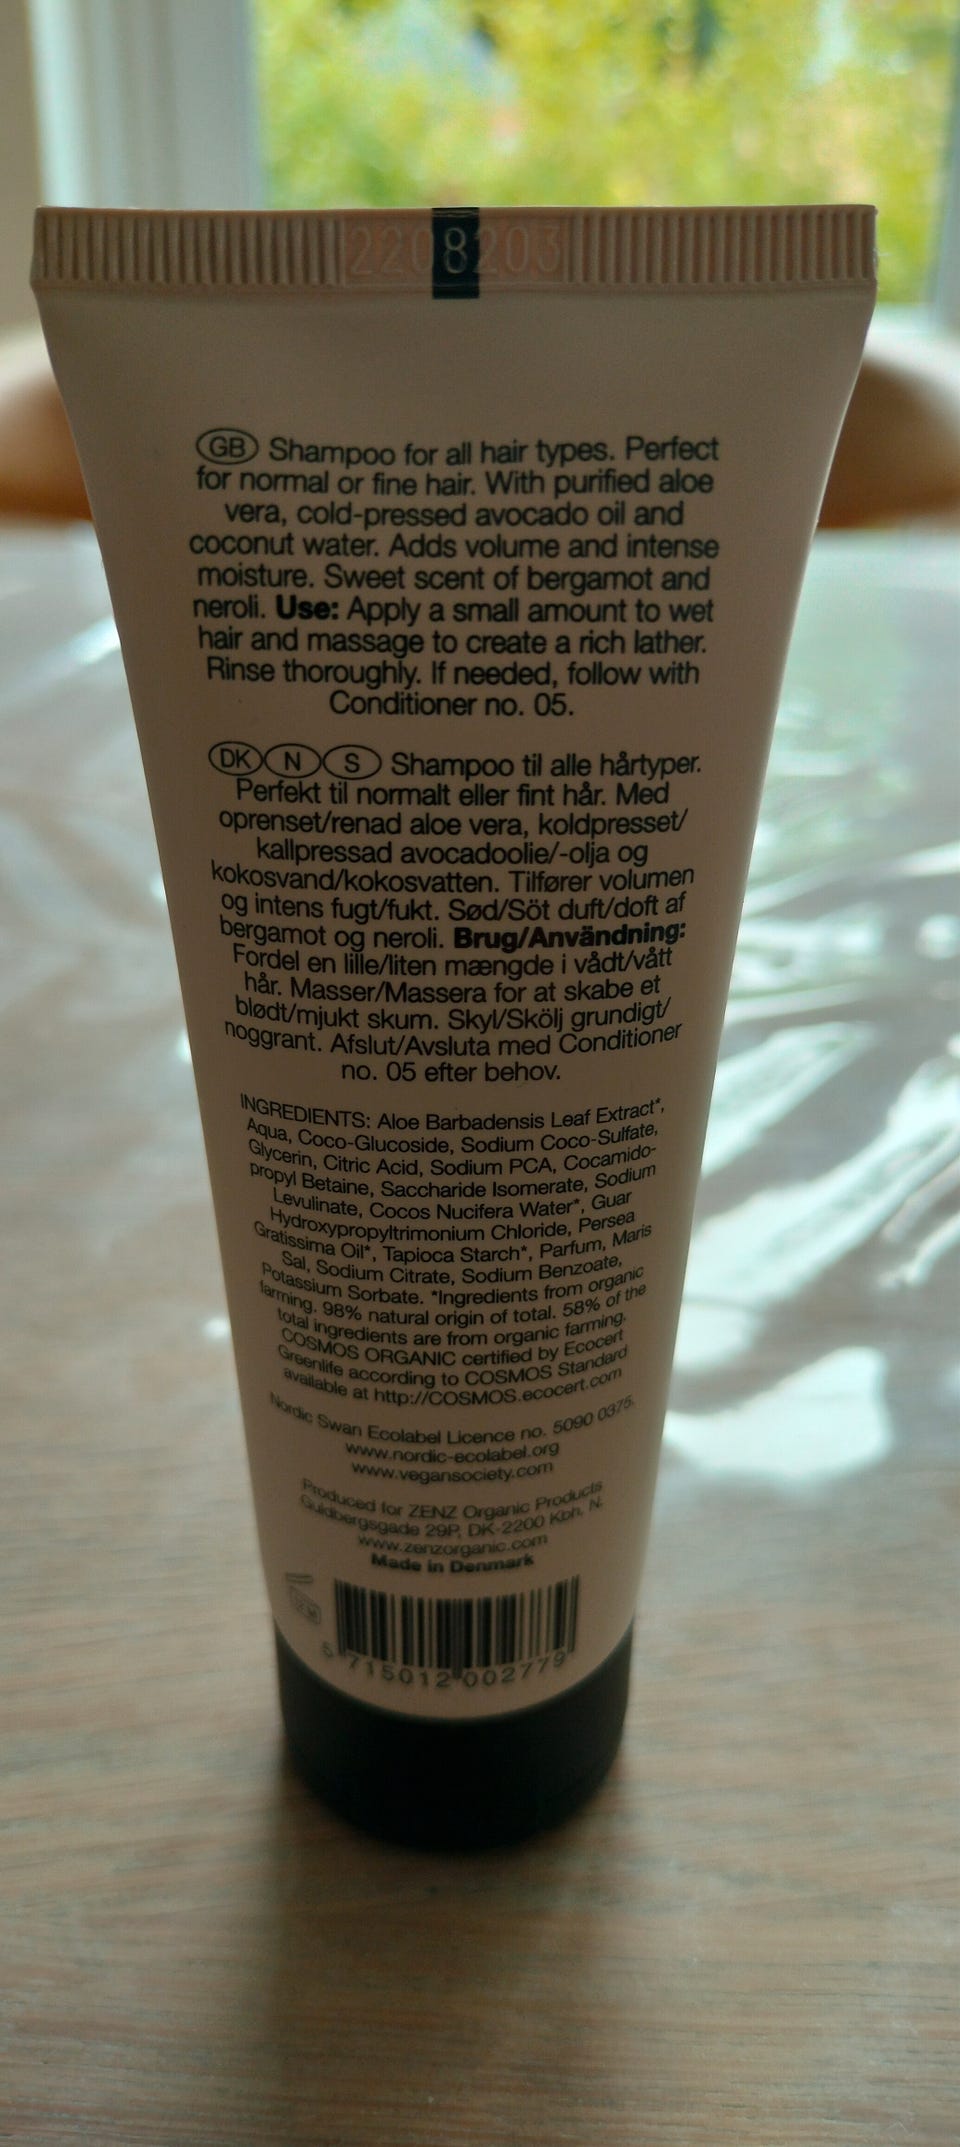 2208203
GB Shampoo for all hair types. Perfect
for normal or fine hair. With purified aloe
vera, cold-pressed avocado oil and
coconut water. Adds volume and intense
moisture. Sweet scent of bergamot and
neroli. Use: Apply a small amount to wet
hair and massage to create a rich lather.
Rinse thoroughly. If needed, follow with
Conditioner no. 05.
DK N S Shampoo til alle hårtyper.
Perfekt til normalt eller fint hår. Med
oprenset/renad aloe vera, koldpresset/
kallpressad avocadoolie/-olja og
kokosvand/kokosvatten. Tilfører volumen
og intens fugt/fukt. Sød/Söt duft/doft af
bergamot og neroli. Brug/Användning:
Fordel en lille/liten mængde i vådt/vått
hår. Masser/Massera for at skabe et
blødt/mjukt skum. Skyl/Skölj grundigt/
noggrant. Afslut/Avsluta med Conditioner
no. 05 efter behov.
INGREDIENTS: Aloe Barbadensis Leaf Extract*,
Aqua, Coco-Glucoside, Sodium Coco-Sulfate,
Glycerin, Citric Acid, Sodium PCA, Cocamido-
propyl Betaine, Saccharide Isomerate, Sodium
Levulinate, Cocos Nucifera Water*, Guar
Hydroxypropyltrimonium Chloride, Persea
Gratissima Oil*, Tapioca Starch*, Parfum, Maris
Sal, Sodium Citrate, Sodium Benzoate,
Potassium Sorbate. *Ingredients from organic
farming. 98% natural origin of total. 58% of the
total ingredients are from organic farming.
COSMOS ORGANIC certified by Ecocert
Greenlife according to COSMOS Standard
available at http://COSMOS.ecocert.com
Nordic Swan Ecolabel Licence no. 5090 0375.
www.nordic-ecolabel.org
www.vegansociety.com
Produced for ZENZ Organic Products
Guldbergsgade 29P, DK-2200 Kbh. N.
www.zenzorganic.com
Made in Denmark
5 715012 002779